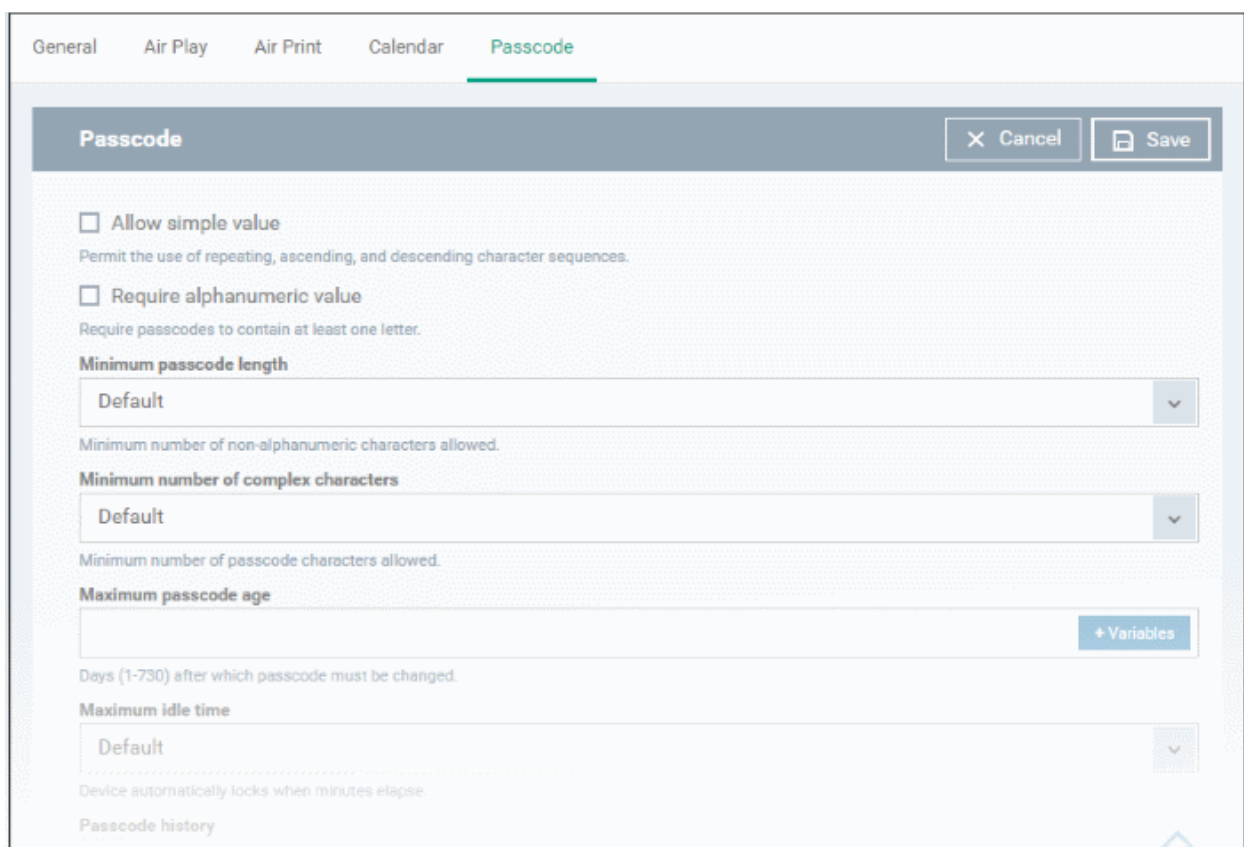 General Air Play Air Print Calendar Passcode
Passcode Cancel Save
Allow simple value
Permit the use of repeating, ascending, and descending character sequences.
Require alphanumeric value
Require passcodes to contain at least one letter.
Minimum passcode length
Default
Minimum number of non-alphanumeric characters allowed.
Minimum number of complex characters
Default
Minimum number of passcode characters allowed.
Maximum passcode age
+ Variables
Days (1-730) after which passcode must be changed.
Maximum idle time
Default
Device automatically locks when minutes elapse.
Passcode history